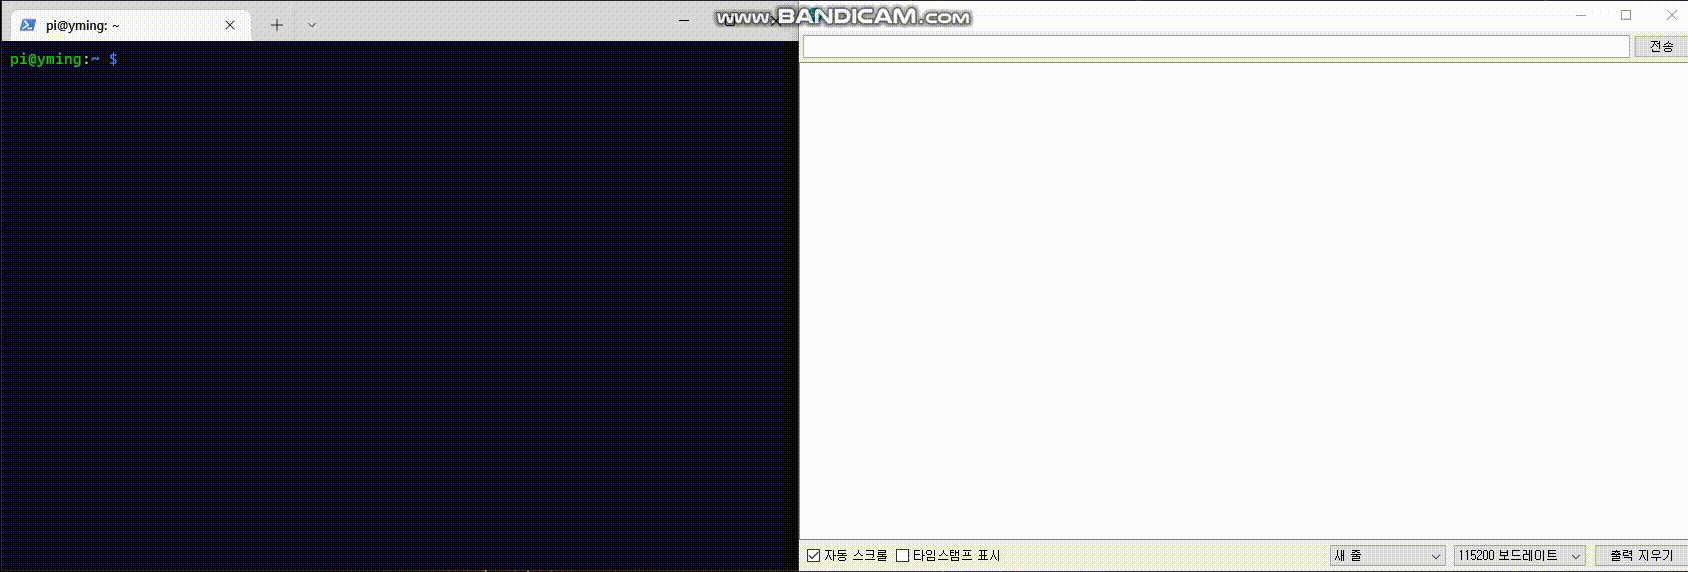 pi@yming: ~
www.BANDICAM.com
pi@yming:~ $
전송
자동 스크롤
타임스탬프 표시
새 줄
115200 보드레이트
출력 지우기